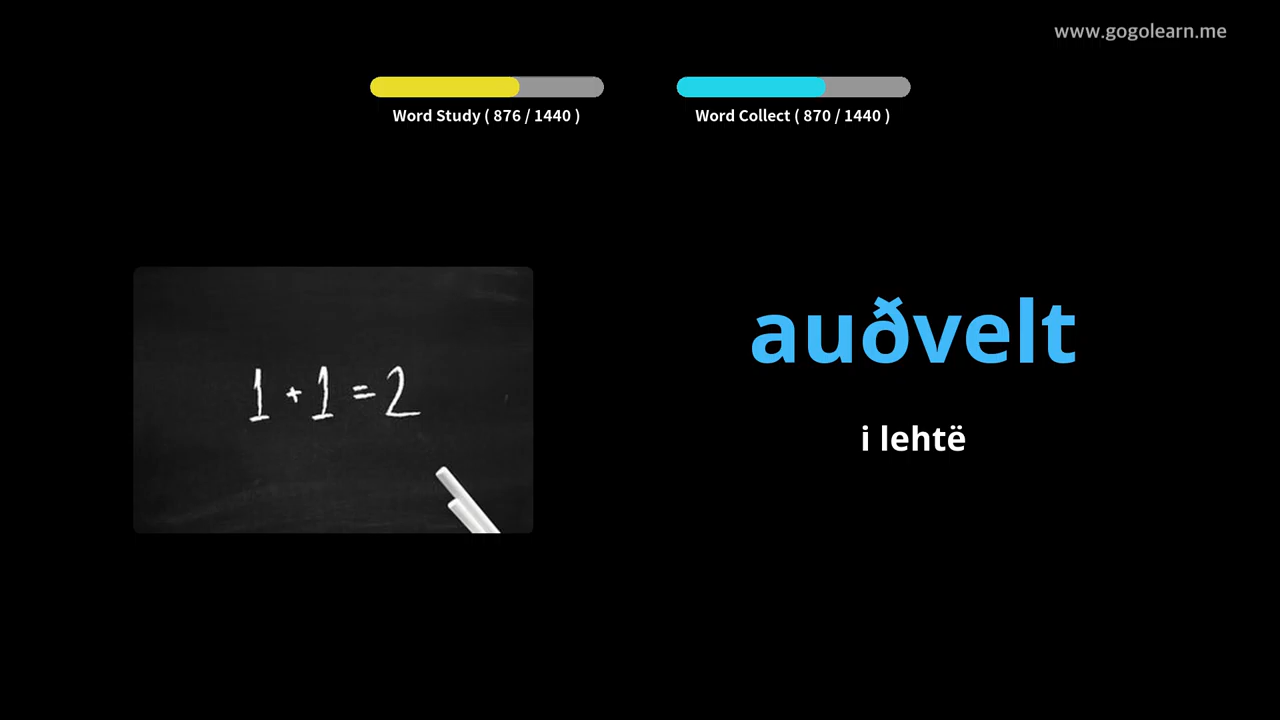 www.gogolearn.me
Word Study ( 876 / 1440 )
Word Collect ( 870 / 1440 )
1 + 1 = 2
auðvelt
i lehtë